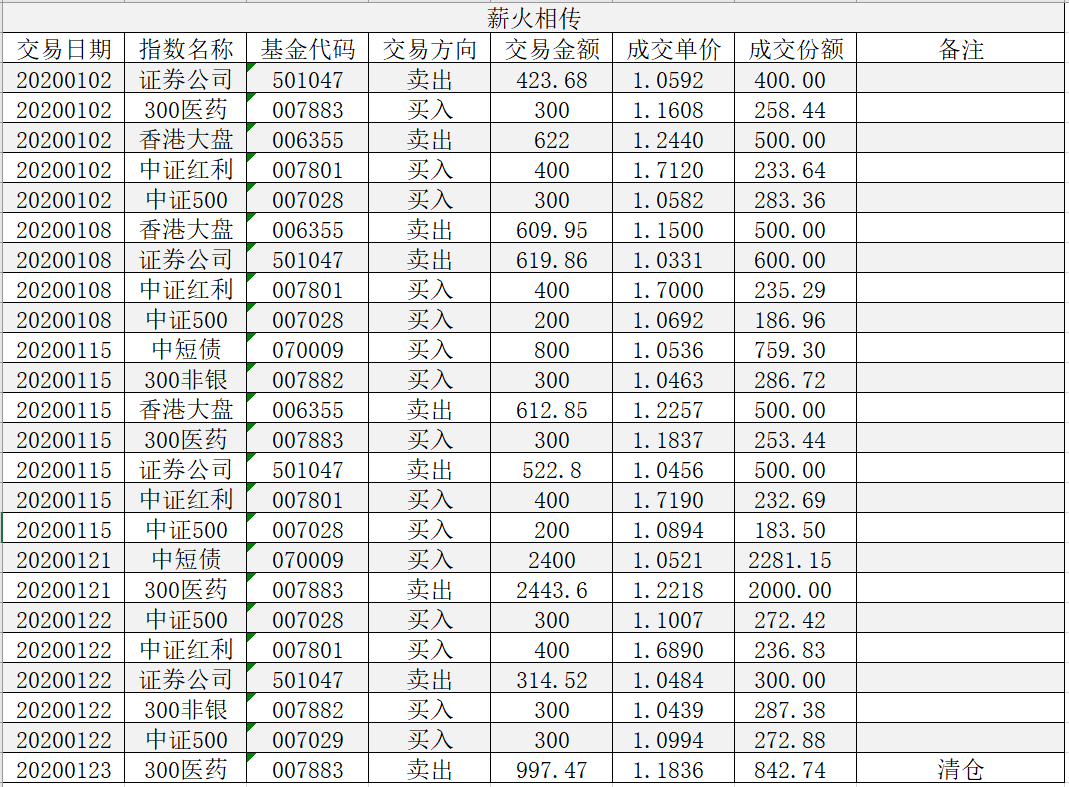 薪火相传
交易日期 指数名称 基金代码 交易方向 交易金额 成交单价 成交份额 备注
20200102 证券公司 501047 卖出 423.68 1.0592 400.00
20200102 300医药 007883 买入 300 1.1608 258.44
20200102 香港大盘 006355 卖出 622 1.2440 500.00
20200102 中证红利 007801 买入 400 1.7120 233.64
20200102 中证500 007028 买入 300 1.0582 283.36
20200108 香港大盘 006355 卖出 609.95 1.1500 500.00
20200108 证券公司 501047 卖出 619.86 1.0331 600.00
20200108 中证红利 007801 买入 400 1.7000 235.29
20200108 中证500 007028 买入 200 1.0692 186.96
20200115 中短债 070009 买入 800 1.0536 759.30
20200115 300非银 007882 买入 300 1.0463 286.72
20200115 香港大盘 006355 卖出 612.85 1.2257 500.00
20200115 300医药 007883 买入 300 1.1837 253.44
20200115 证券公司 501047 卖出 522.8 1.0456 500.00
20200115 中证红利 007801 买入 400 1.7190 232.69
20200115 中证500 007028 买入 200 1.0894 183.50
20200121 中短债 070009 买入 2400 1.0521 2281.15
20200121 300医药 007883 卖出 2443.6 1.2218 2000.00
20200122 中证500 007028 买入 300 1.1007 272.42
20200122 中证红利 007801 买入 400 1.6890 236.83
20200122 证券公司 501047 卖出 314.52 1.0484 300.00
20200122 300非银 007882 买入 300 1.0439 287.38
20200122 中证500 007029 买入 300 1.0994 272.88
20200123 300医药 007883 卖出 997.47 1.1836 842.74 清仓